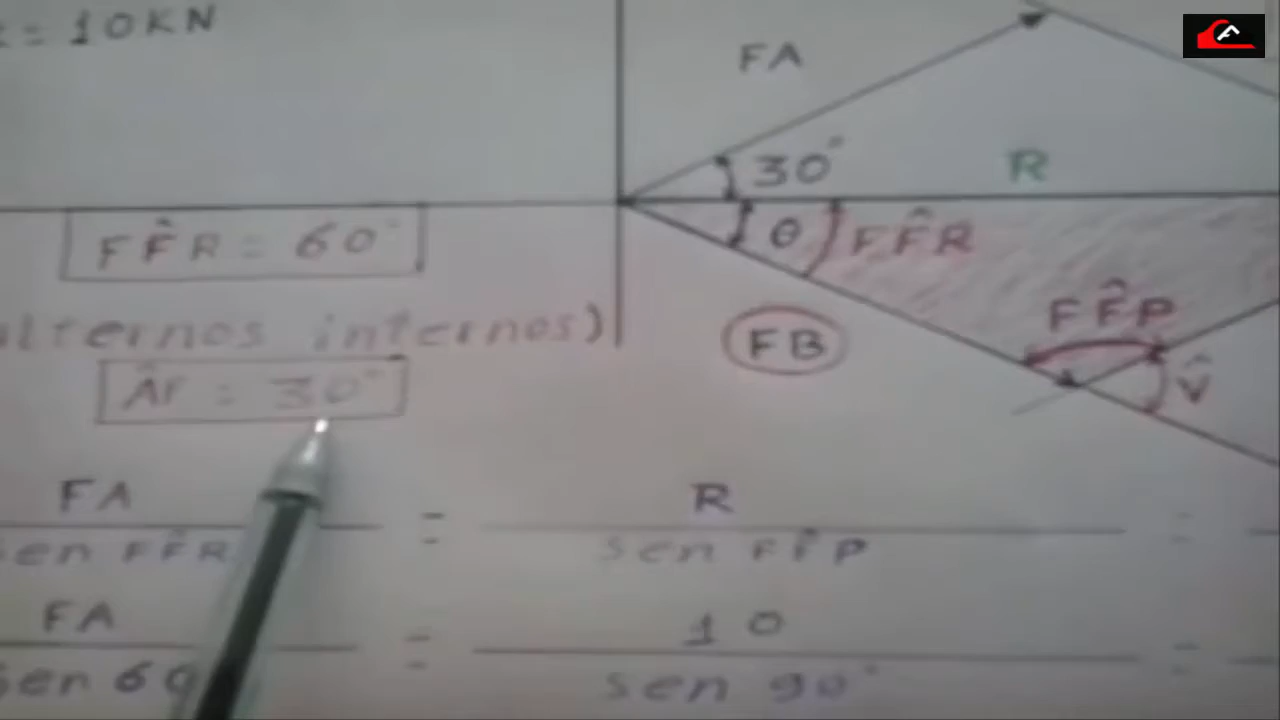 = 10KN
FA
30°
R
FF̂R = 60°
θ
FF̂R
alternos internos)
FB
FF̂P
V̂
Âr = 30°
FA = R =
sen FF̂R sen FF̂P
FA = 10 =
sen 60 sen 90°